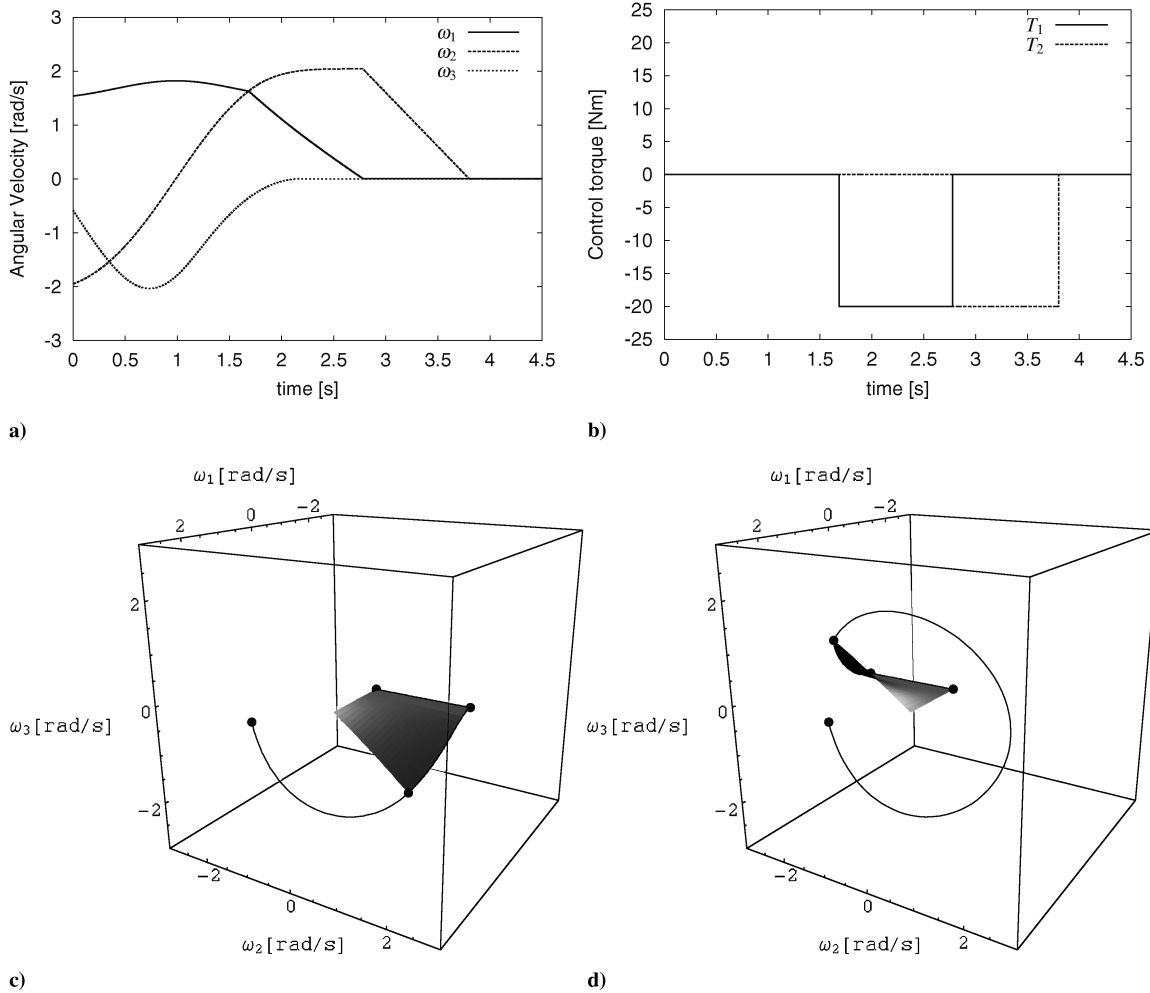 3
2
1
0
-1
-2
-3
Angular Velocity [rad/s]
ω1
ω2
ω3
0 0.5 1 1.5 2 2.5 3 3.5 4 4.5
time [s]
a)
25
20
15
10
5
0
-5
-10
-15
-20
-25
Control torque [Nm]
T1
T2
0 0.5 1 1.5 2 2.5 3 3.5 4 4.5
time [s]
b)
ω1[rad/s]
2 0 -2
2
0
-2
ω3[rad/s]
-2 0 2
ω2[rad/s]
c)
ω1[rad/s]
2 0 -2
2
0
-2
ω3[rad/s]
-2 0 2
ω2[rad/s]
d)